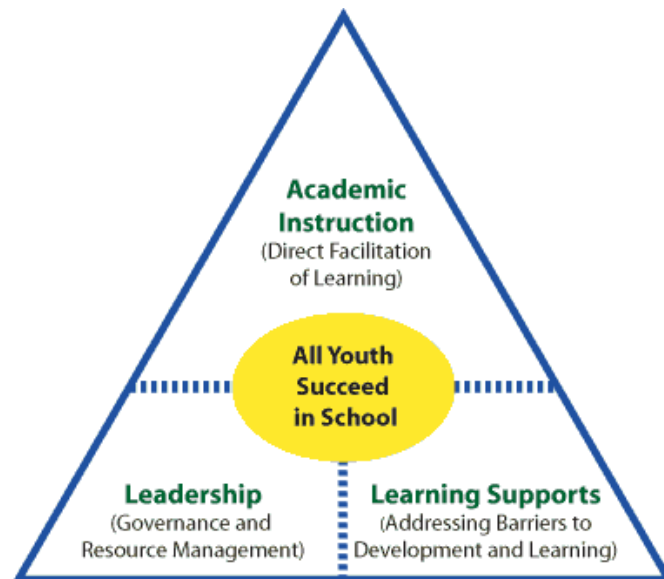 Academic
Instruction
(Direct Facilitation
of Learning)
All Youth
Succeed
in School
Leadership
(Governance and
Resource Management)
Learning Supports
(Addressing Barriers to
Development and Learning)